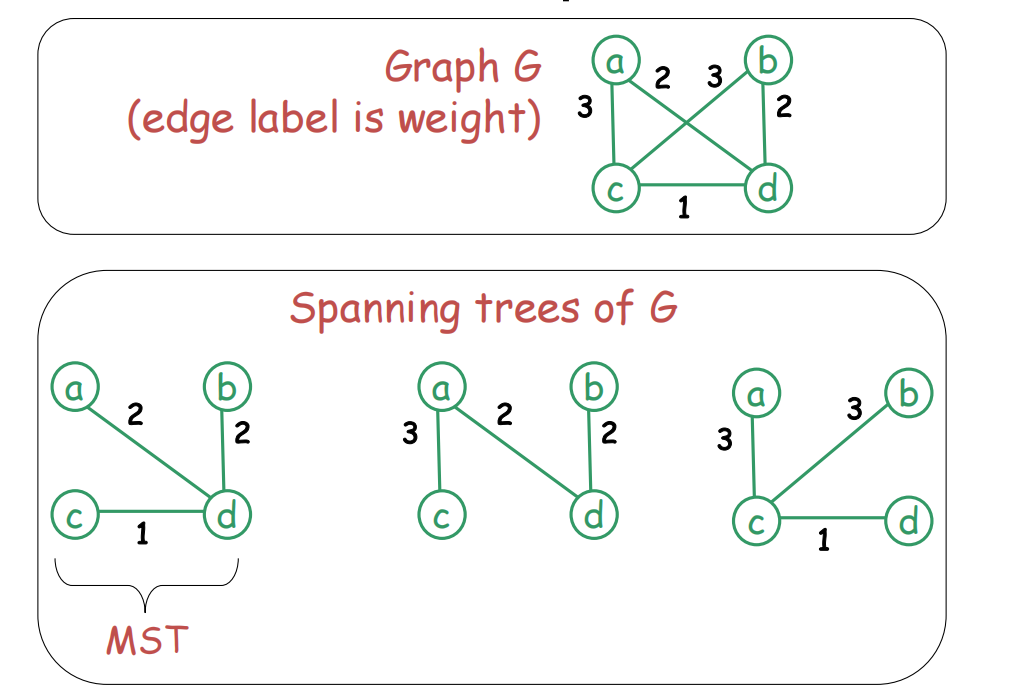 Graph G
(edge label is weight)
a 2 3 b
3 2
c d
1
Spanning trees of G
a b
2
2
c d
1
a b
2
3 2
c d
a b
3
3
c d
1
MST